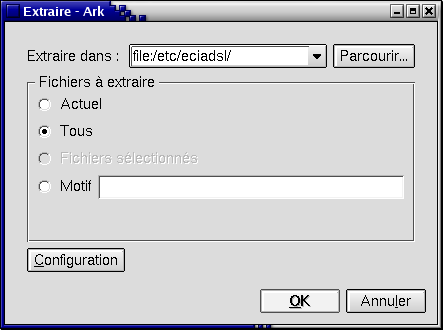 Extraire - Ark
Extraire dans : file:/etc/eciadsl/ Parcourir...
Fichiers à extraire
Actuel
Tous
Fichiers sélectionnés
Motif
Configuration
OK Annuler